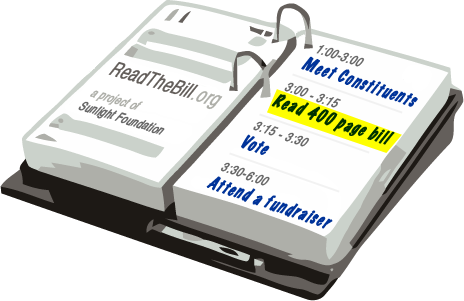 ReadTheBill.org
a project of
Sunlight Foundation
1:00-3:00
Meet Constituents
3:00 - 3:15
Read 400 page bill
3:15 - 3:30
Vote
3:30-6:00
Attend a fundraiser